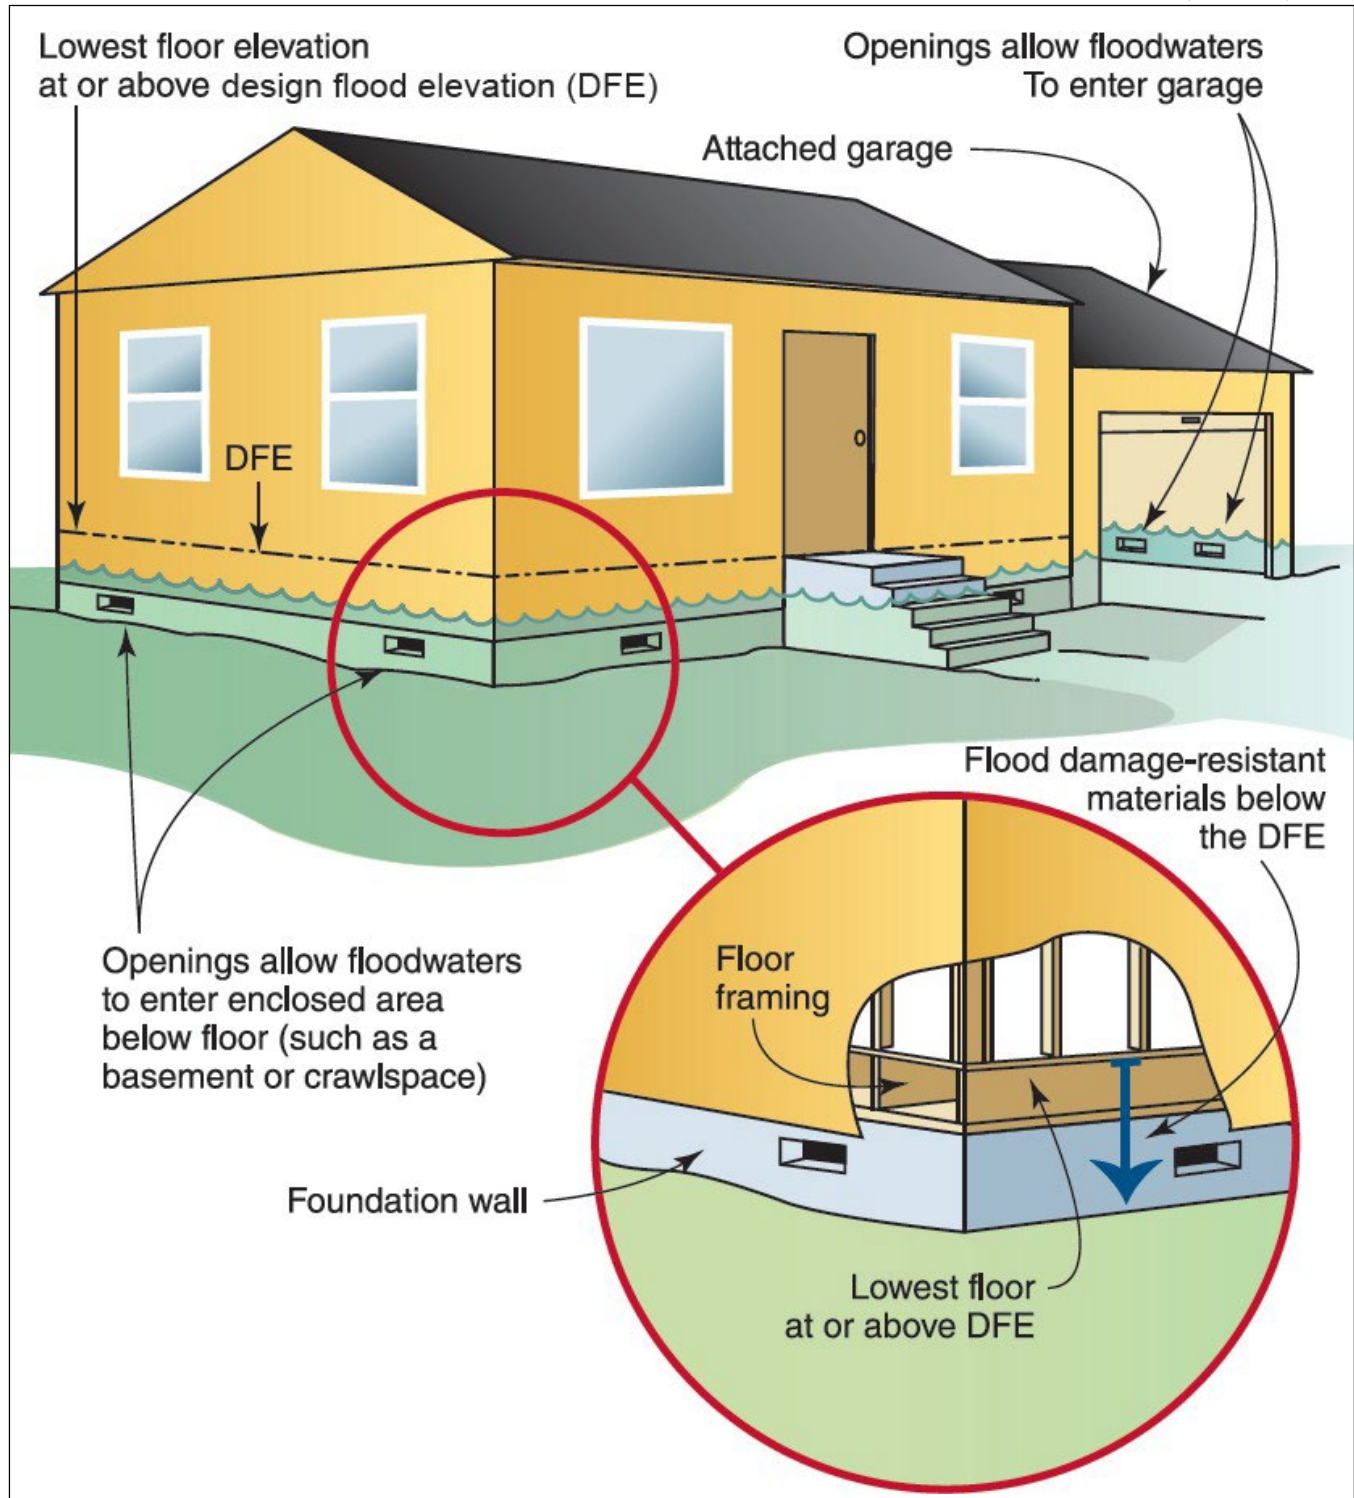 Lowest floor elevation
at or above design flood elevation (DFE)
Openings allow floodwaters
To enter garage
Attached garage
DFE
Flood damage-resistant
materials below
the DFE
Openings allow floodwaters
to enter enclosed area
below floor (such as a
basement or crawlspace)
Floor
framing
Foundation wall
Lowest floor
at or above DFE